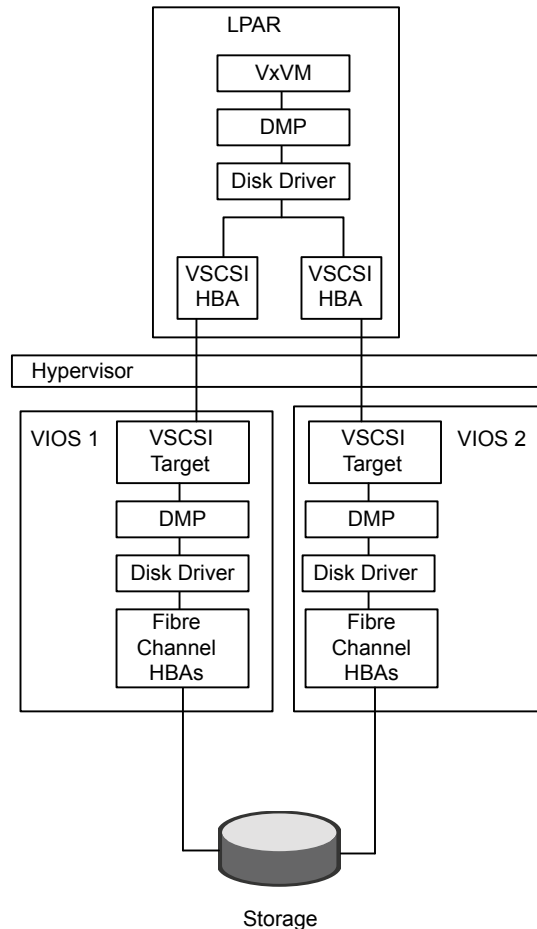 LPAR
VxVM
DMP
Disk Driver
VSCSI
HBA
VSCSI
HBA
Hypervisor
VIOS 1
VSCSI
Target
DMP
Disk Driver
Fibre
Channel
HBAs
VSCSI
Target
VIOS 2
DMP
Disk Driver
Fibre
Channel
HBAs
Storage